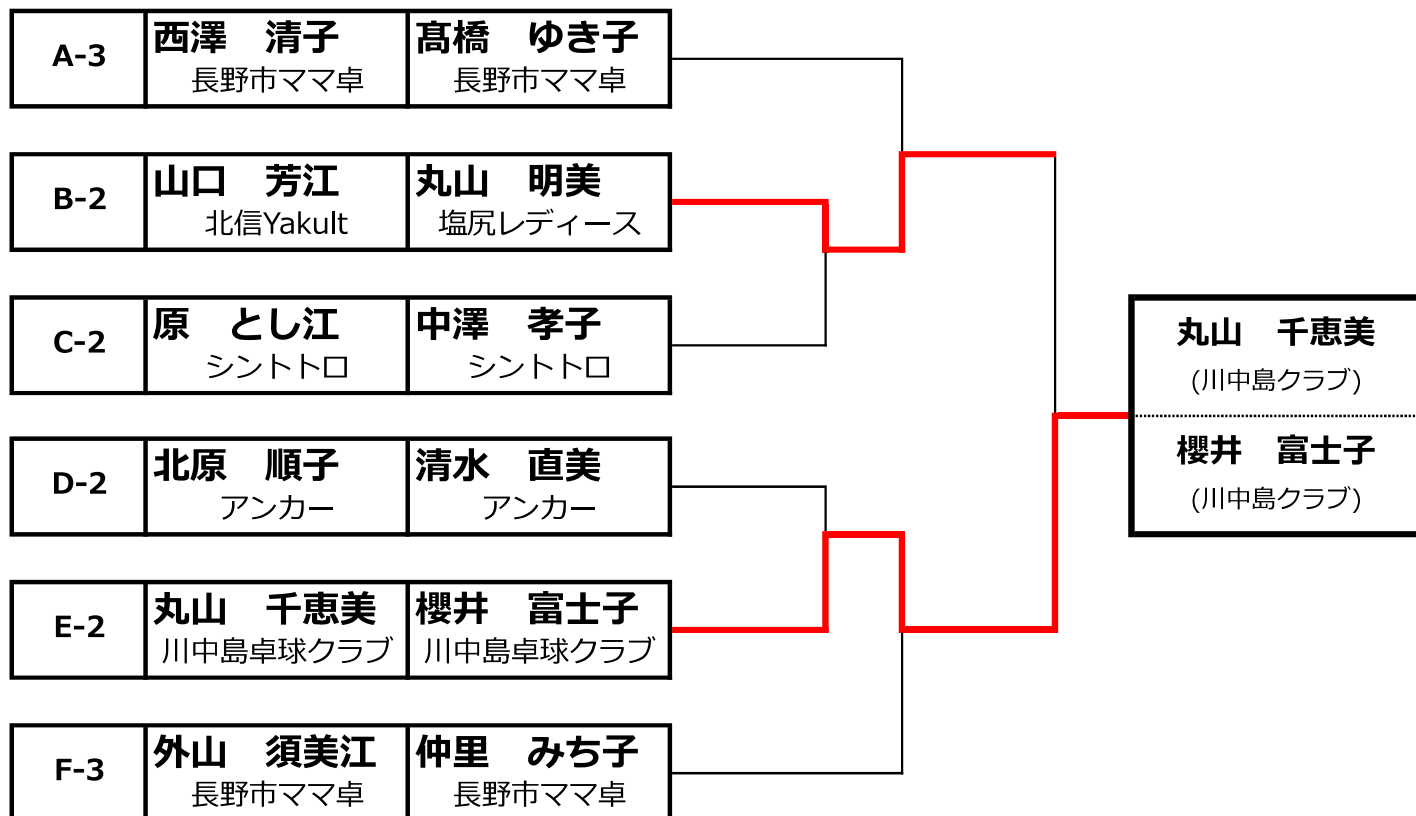 A-3
西澤　清子
長野市ママ卓
髙橋　ゆき子
長野市ママ卓
B-2
山口　芳江
北信Yakult
丸山　明美
塩尻レディース
C-2
原　とし江
シントトロ
中澤　孝子
シントトロ
D-2
北原　順子
アンカー
清水　直美
アンカー
E-2
丸山　千恵美
川中島卓球クラブ
櫻井　富士子
川中島卓球クラブ
F-3
外山　須美江
長野市ママ卓
仲里　みち子
長野市ママ卓
丸山　千恵美
(川中島クラブ)
櫻井　富士子
(川中島クラブ)